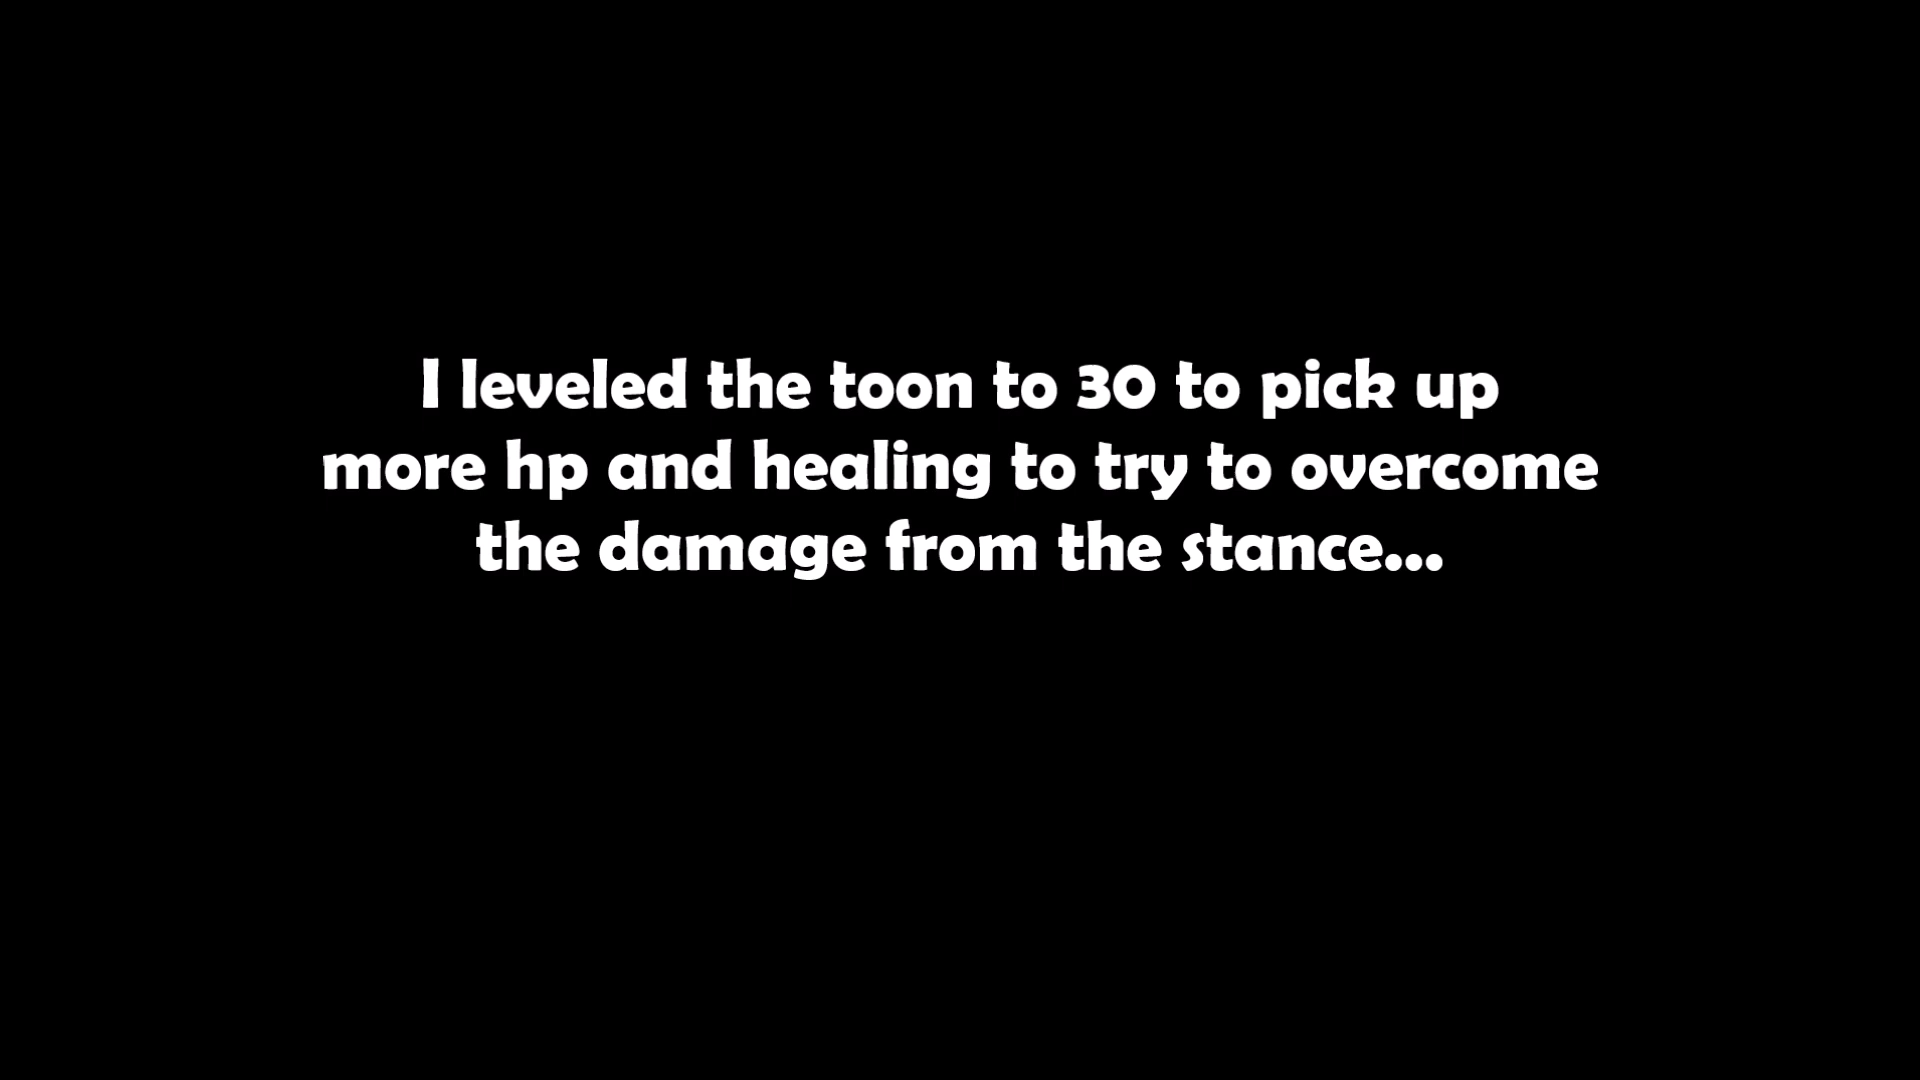 I leveled the toon to 30 to pick up
more hp and healing to try to overcome
the damage from the stance...